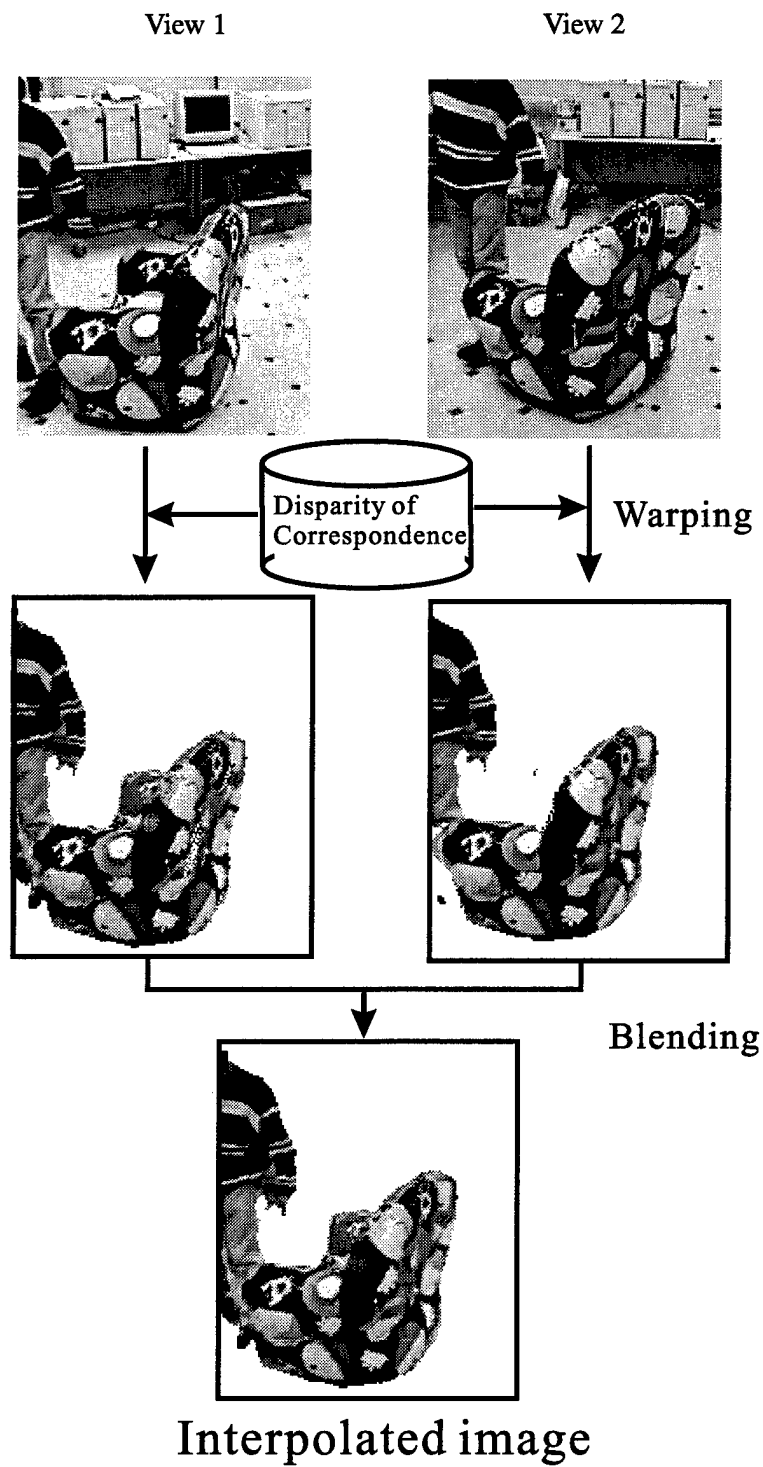 View 1
View 2
Disparity of
Correspondence
Warping
Blending
Interpolated image